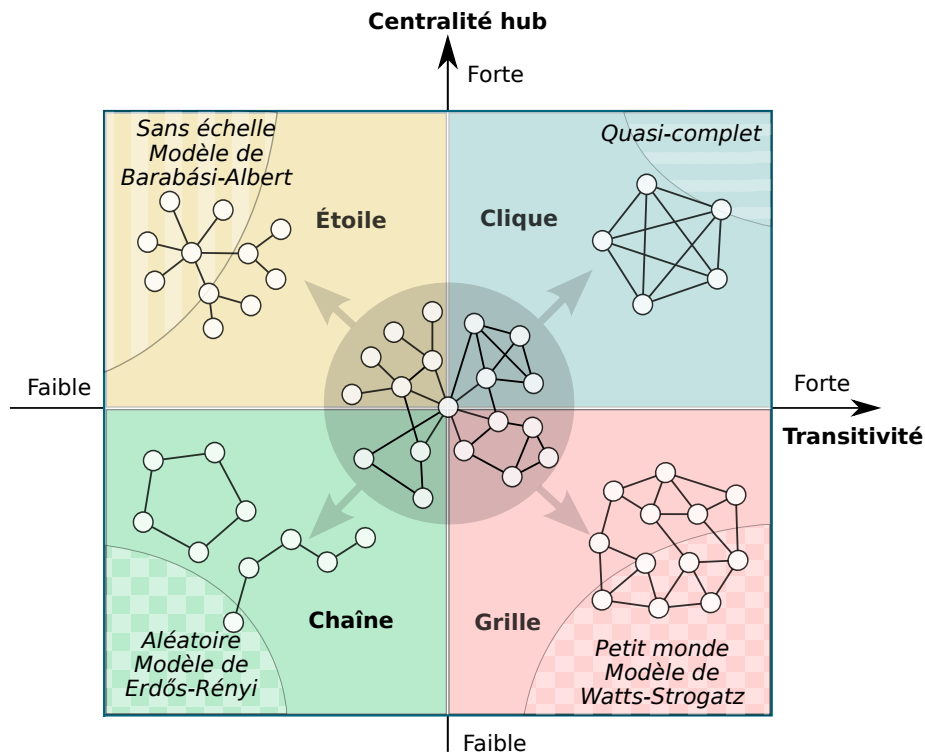 Centralité hub
Forte
Sans échelle
Modèle de
Barabási-Albert
Quasi-complet
Étoile
Clique
Faible
Forte
Transitivité
Chaîne
Grille
Aléatoire
Modèle de
Erdős-Rényi
Petit monde
Modèle de
Watts-Strogatz
Faible